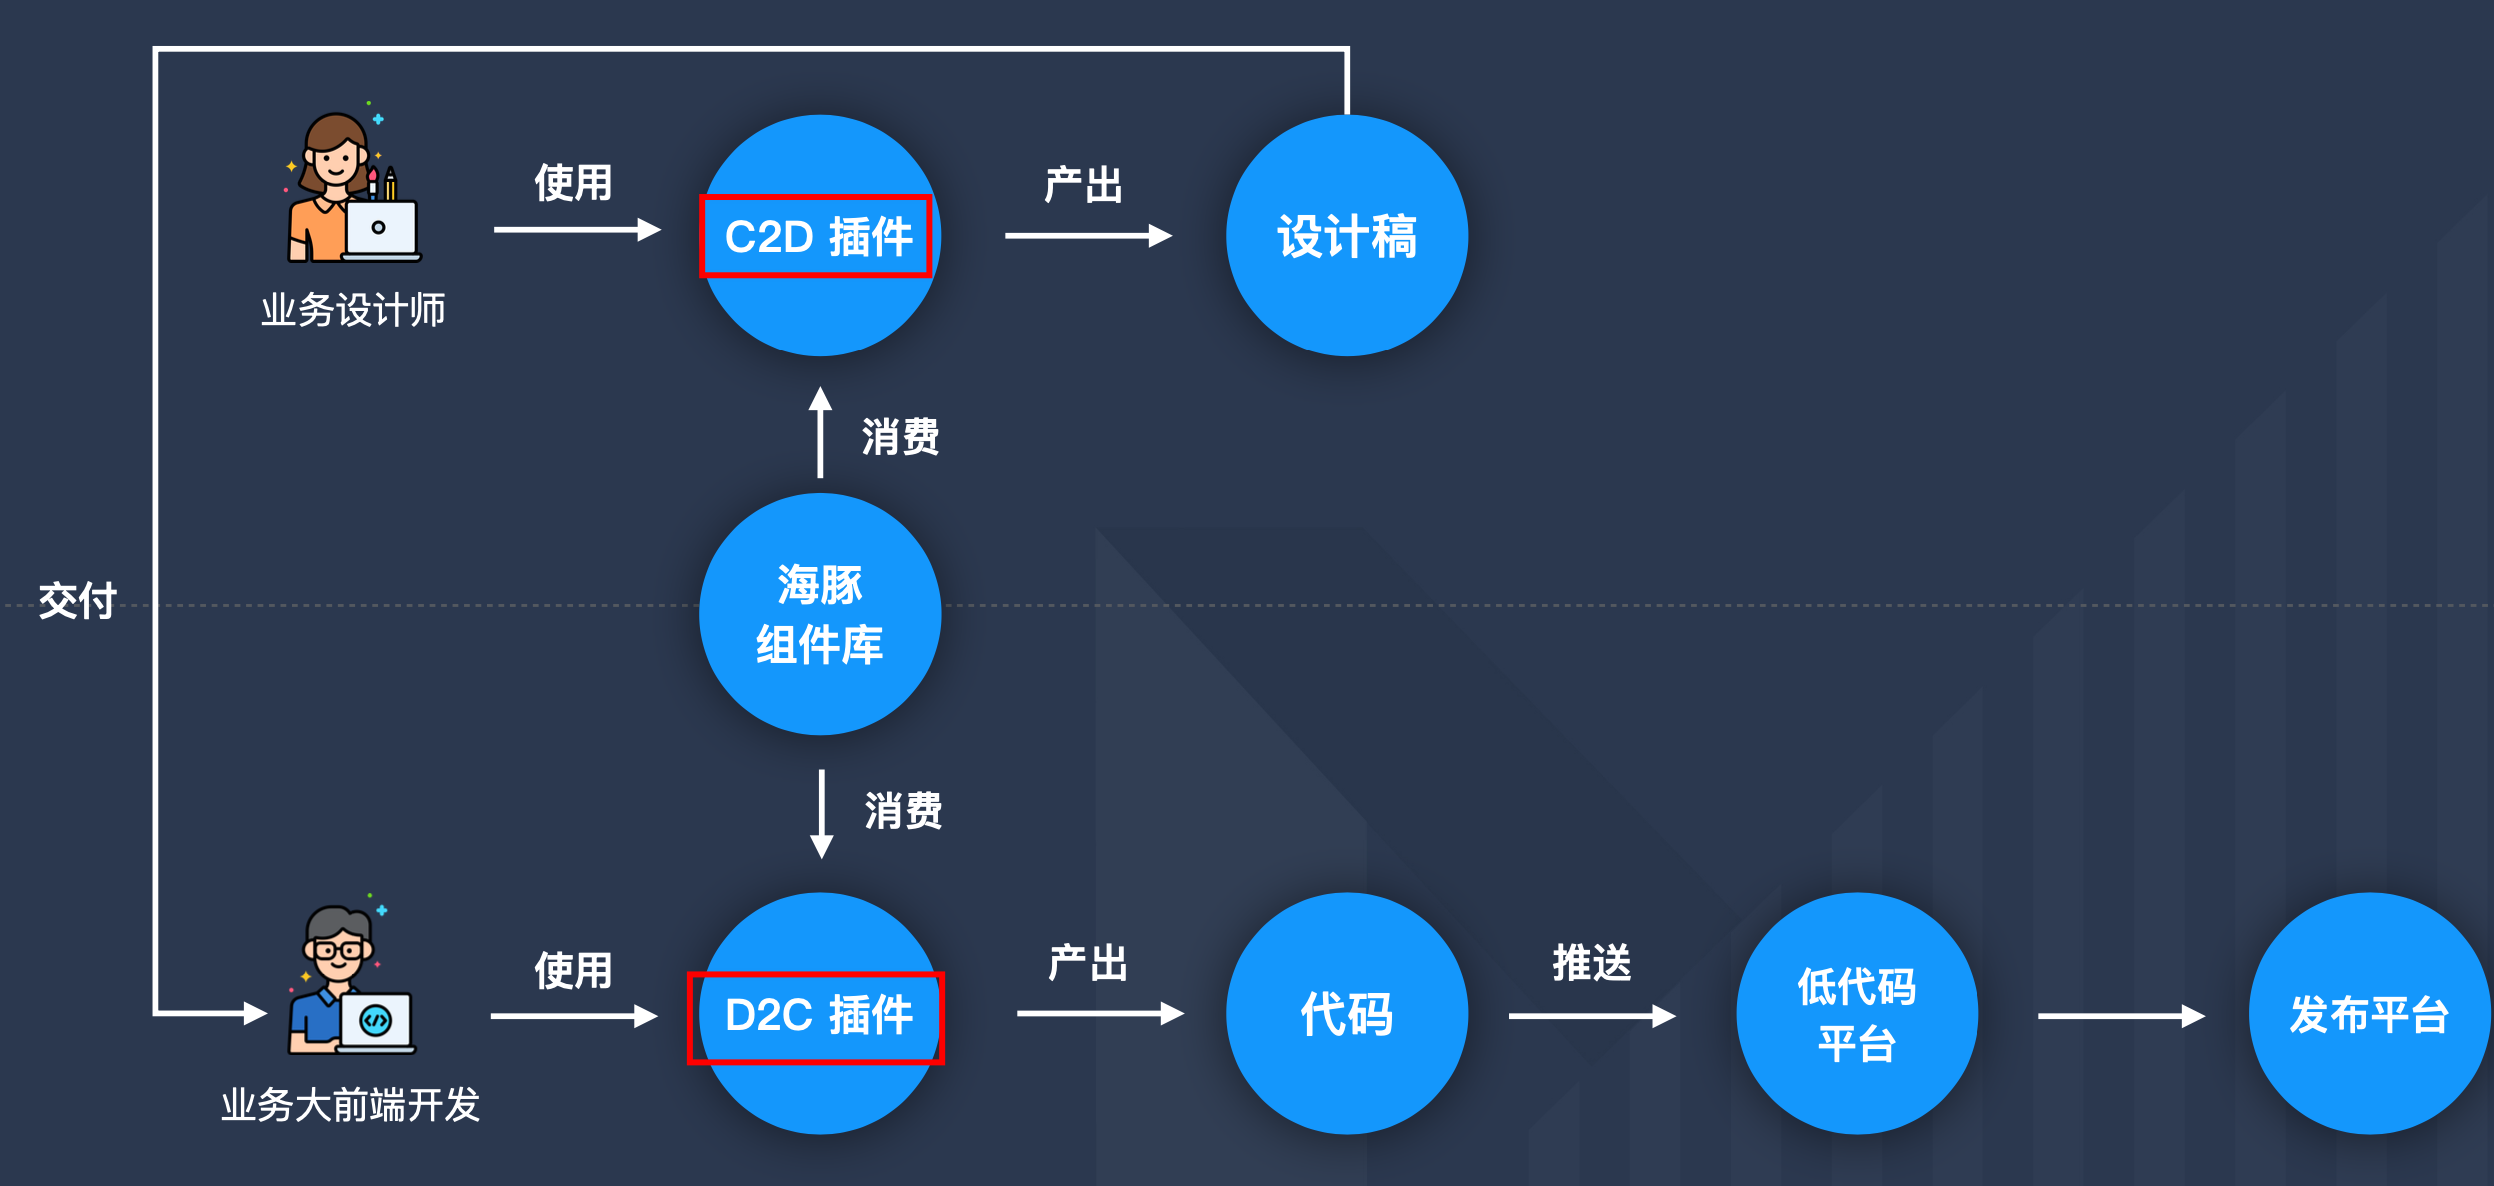 使用
产出
C2D 插件
设计稿
业务设计师
消费
海豚
组件库
交付
消费
使用
产出
推送
D2C 插件
代码
低代码
平台
发布平台
业务大前端开发